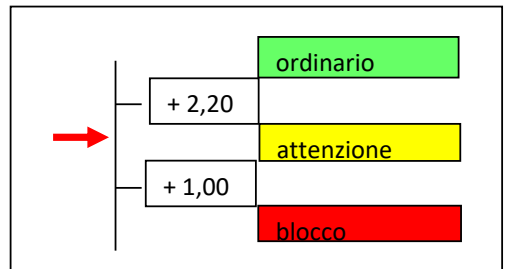 ordinario
+ 2,20
attenzione
+ 1,00
blocco